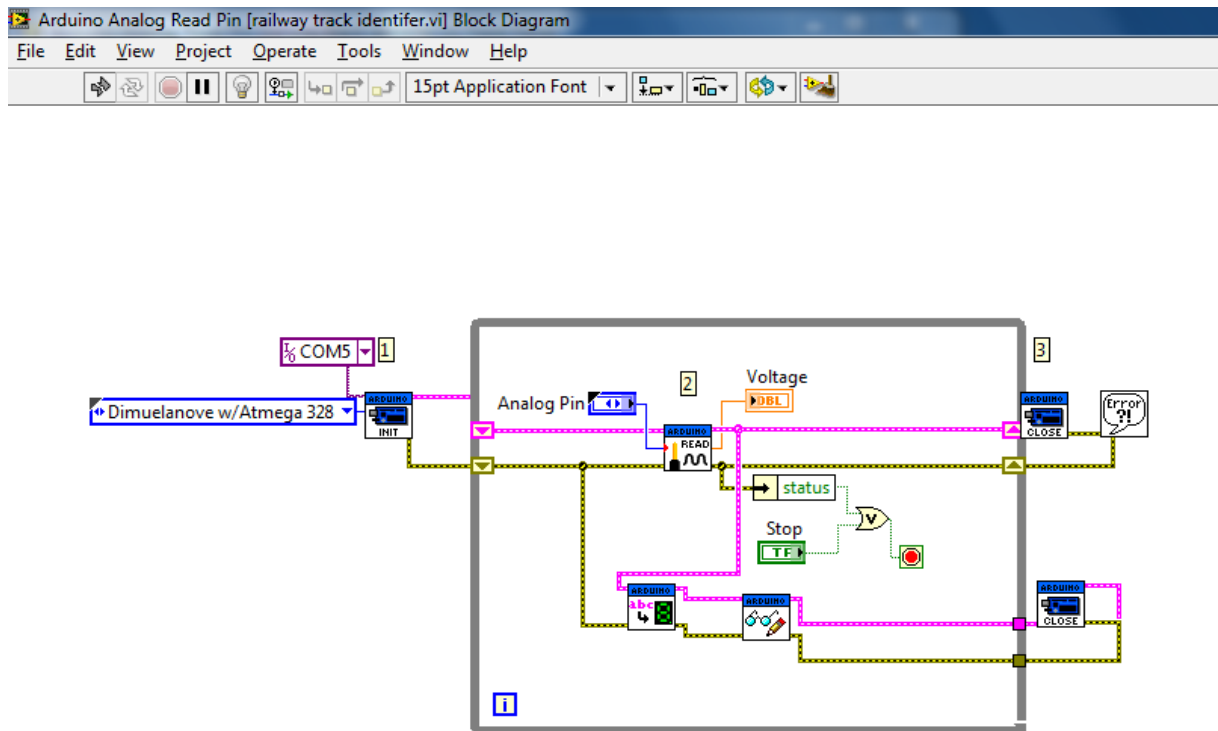 Arduino Analog Read Pin [railway track identifer.vi] Block Diagram
File Edit View Project Operate Tools Window Help
15pt Application Font
I/O COM5 1
Dimuelanove w/Atmega 328
ARDUINO
INIT
Analog Pin
2
Voltage
DBL
ARDUINO
READ
3
ARDUINO
CLOSE
Error
?!
status
V
Stop
TF
ARDUINO
abc
8
ARDUINO
ARDUINO
CLOSE
i